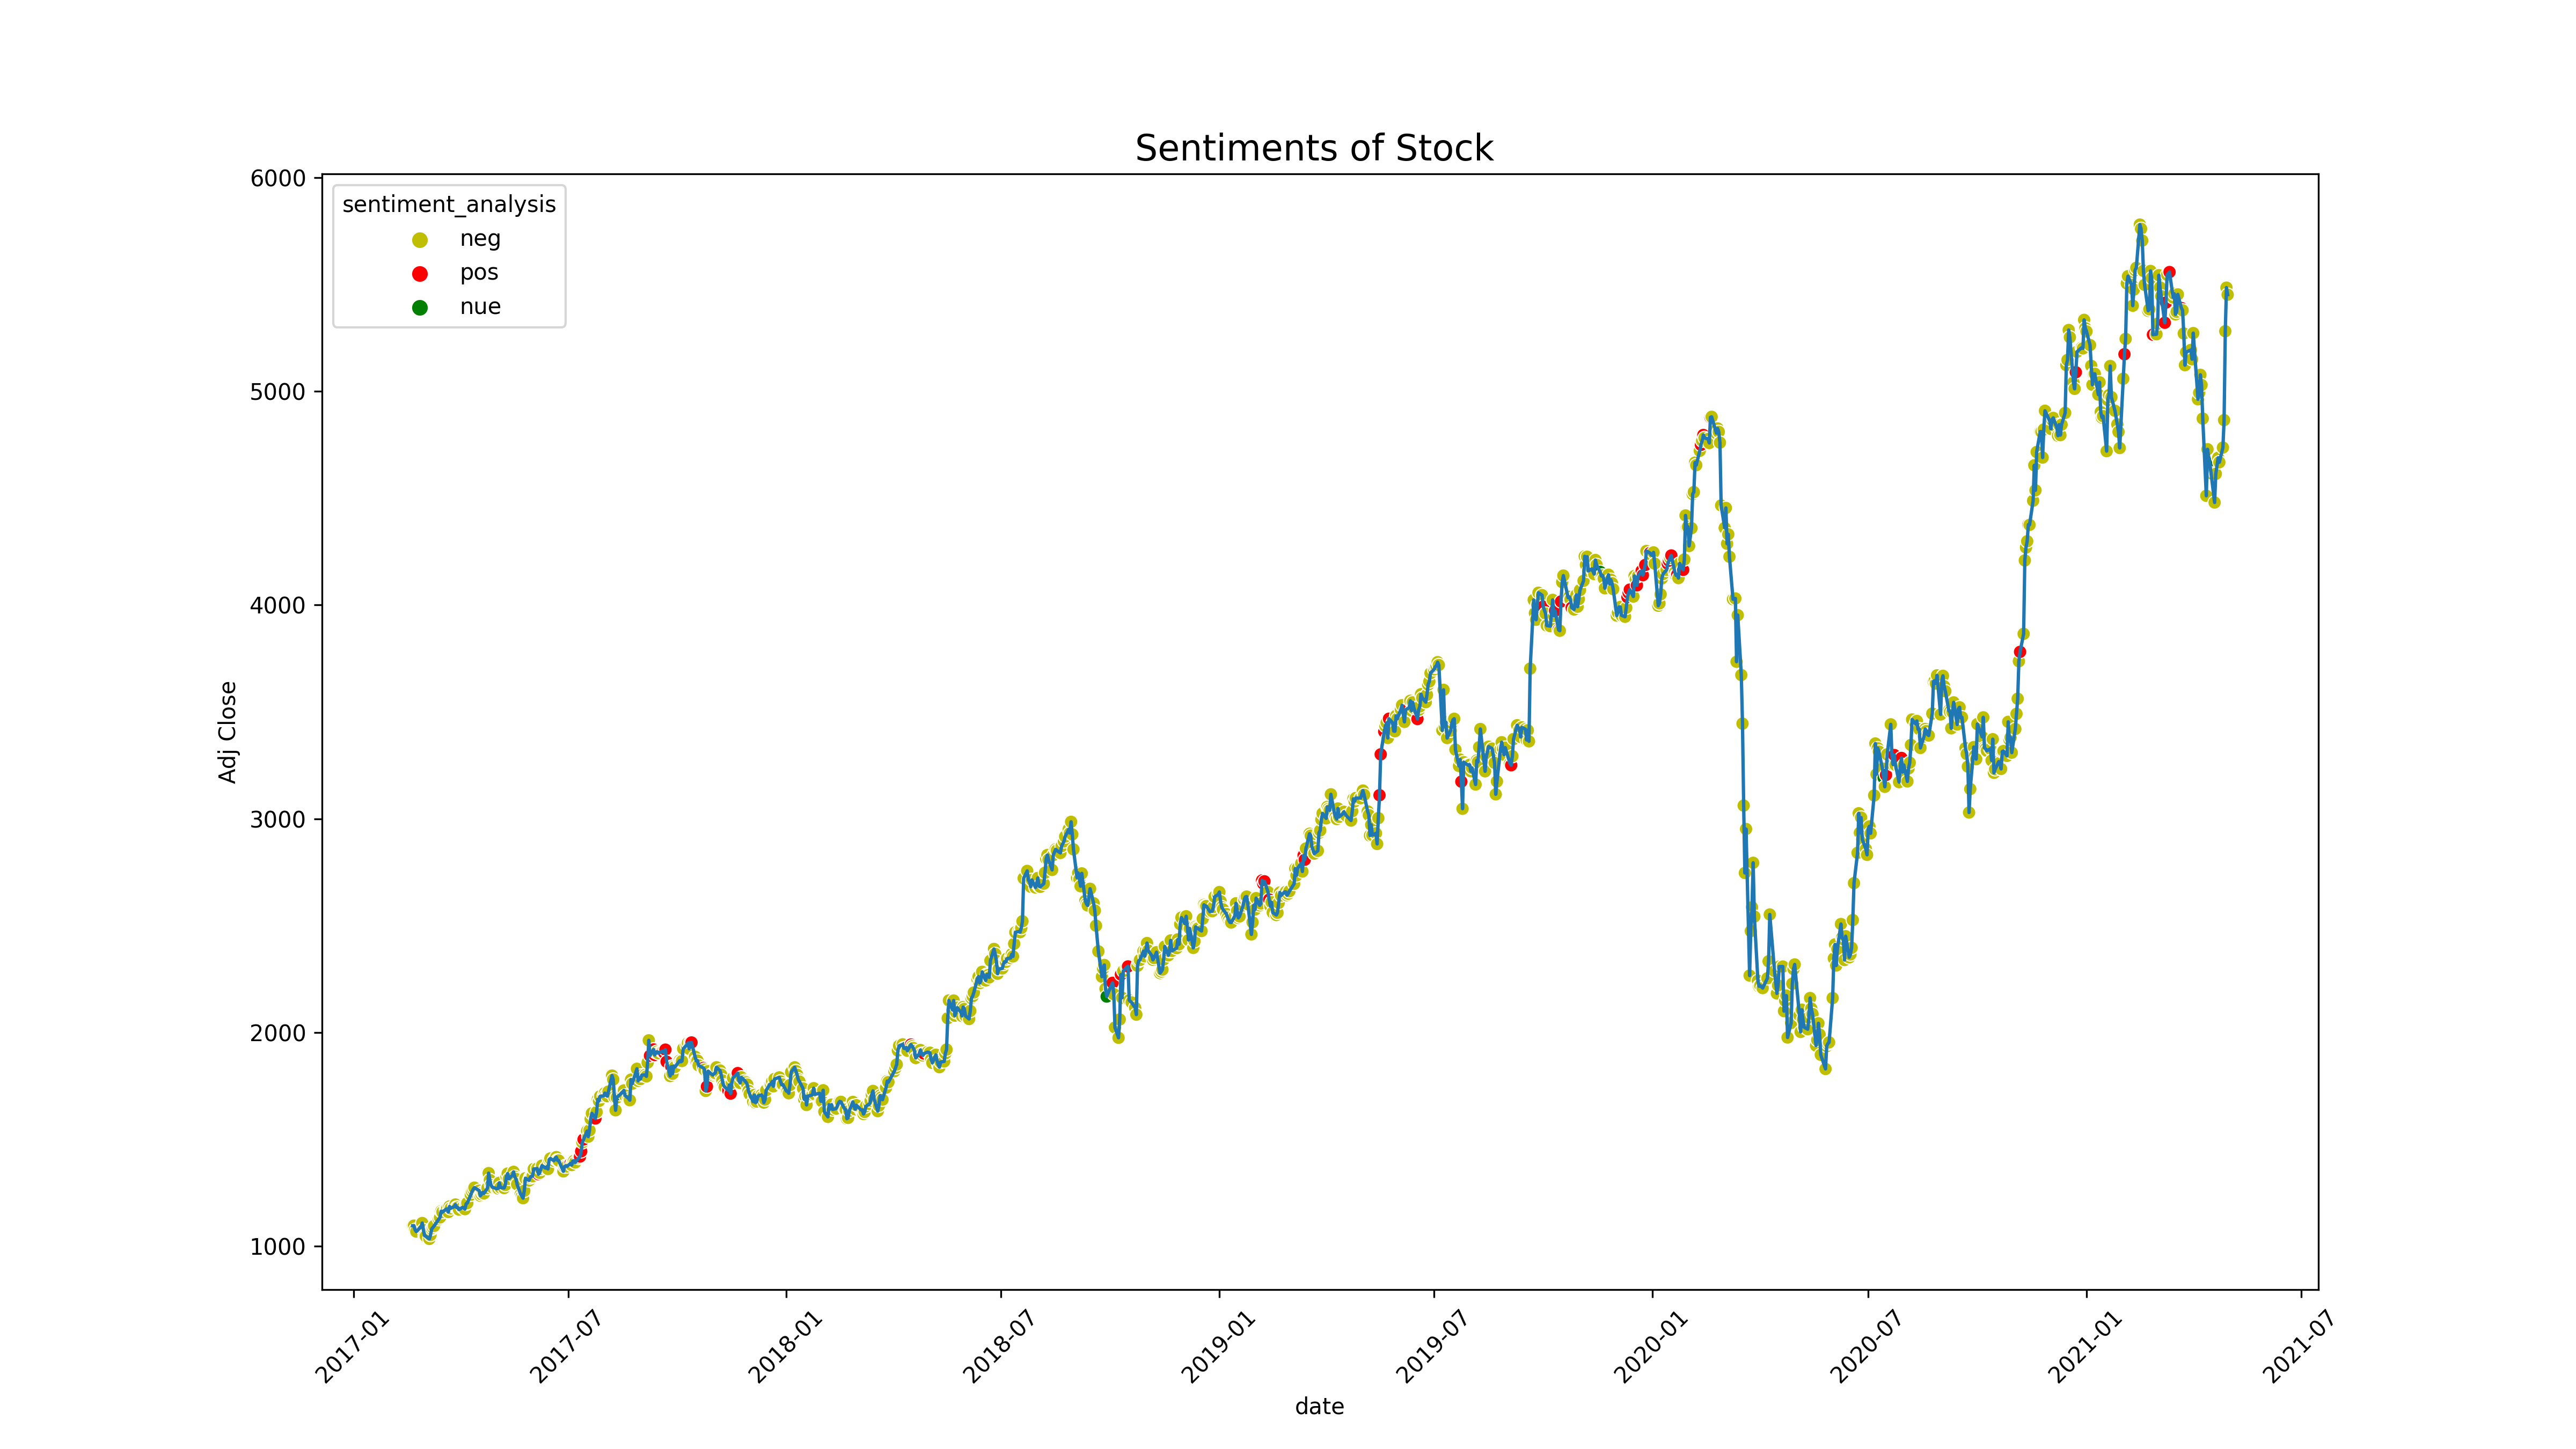 Sentiments of Stock
sentiment_analysis
neg
pos
nue
6000
5000
4000
3000
2000
1000
Adj Close
2017-01
2017-07
2018-01
2018-07
2019-01
2019-07
2020-01
2020-07
2021-01
2021-07
date